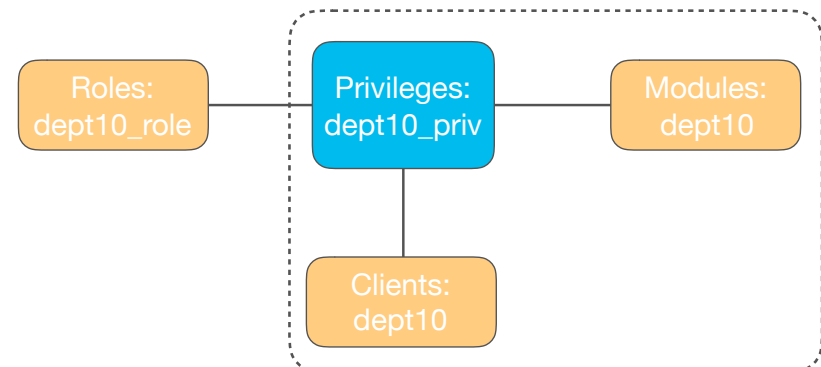 Roles:
dept10_role
Privileges:
dept10_priv
Modules:
dept10
Clients:
dept10